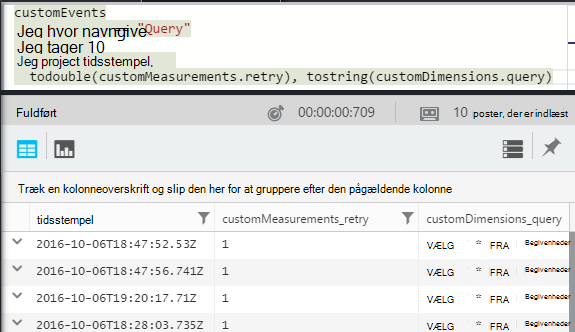 customEvents
Jeg hvor navngive == "Query"
Jeg tager 10
Jeg project tidsstempel,
todouble(customMeasurements.retry), tostring(customDimensions.query)
Fuldført 00:00:00:709 10 poster, der er indlæst
Træk en kolonneoverskrift og slip den her for at gruppere efter den pågældende kolonne
tidsstempel customMeasurements_retry customDimensions_query
2016-10-06T18:47:52.53Z 1 VÆLG * FRA Begivenheder
2016-10-06T18:47:56.741Z 1 VÆLG * FRA Begivenheder
2016-10-06T19:20:17.71Z 1 VÆLG * FRA Begivenheder
2016-10-06T18:28:03.735Z 1 VÆLG * FRA Begivenheder